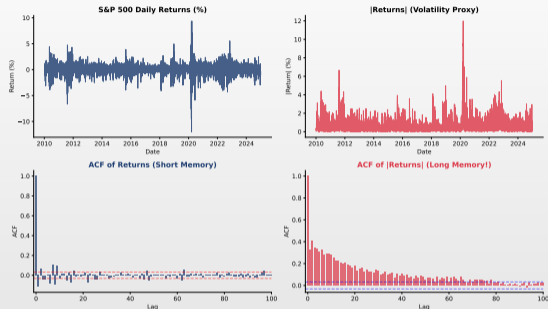 S&P 500 Daily Returns (%)
10
5
0
−5
−10
Return (%)
2010 2012 2014 2016 2018 2020 2022 2024
Date
|Returns| (Volatility Proxy)
12
10
8
6
4
2
0
|Return| (%)
2010 2012 2014 2016 2018 2020 2022 2024
Date
ACF of Returns (Short Memory)
1.0
0.8
0.6
0.4
0.2
0.0
ACF
0 20 40 60 80 100
Lag
ACF of |Returns| (Long Memory!)
1.0
0.8
0.6
0.4
0.2
0.0
ACF
0 20 40 60 80 100
Lag